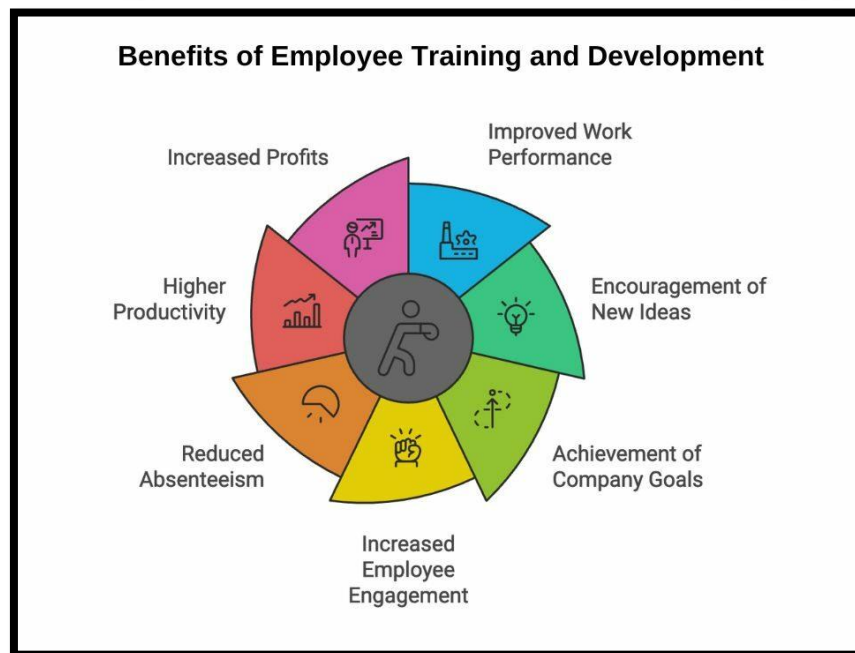 Benefits of Employee Training and Development
Improved Work
Performance
Encouragement of
New Ideas
Achievement of
Company Goals
Increased
Employee
Engagement
Reduced
Absenteeism
Higher
Productivity
Increased Profits